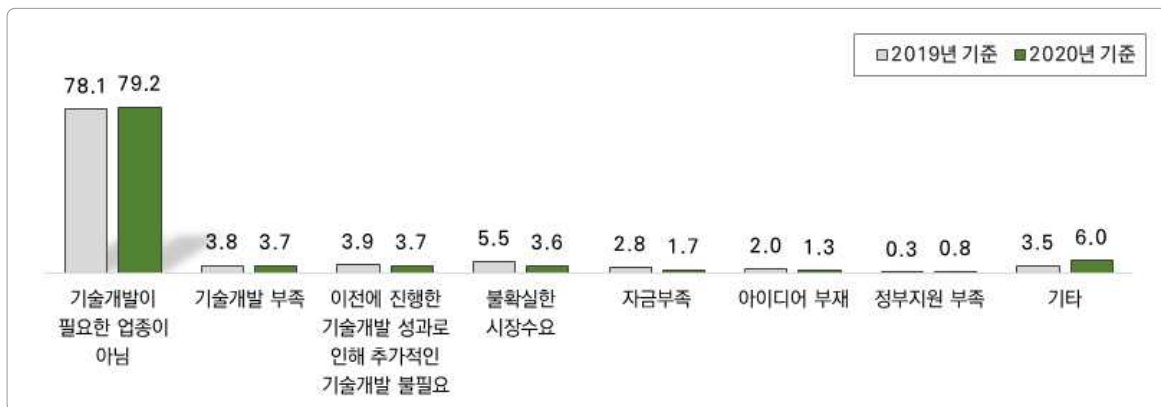 □2019년 기준 ■2020년 기준
78.1 79.2
3.8 3.7
3.9 3.7
5.5 3.6
2.8 1.7
2.0 1.3
0.3 0.8
3.5 6.0
기술개발이
필요한 업종이
아님
기술개발 부족
이전에 진행한
기술개발 성과로
인해 추가적인
기술개발 불필요
불확실한
시장수요
자금부족
아이디어 부재
정부지원 부족
기타